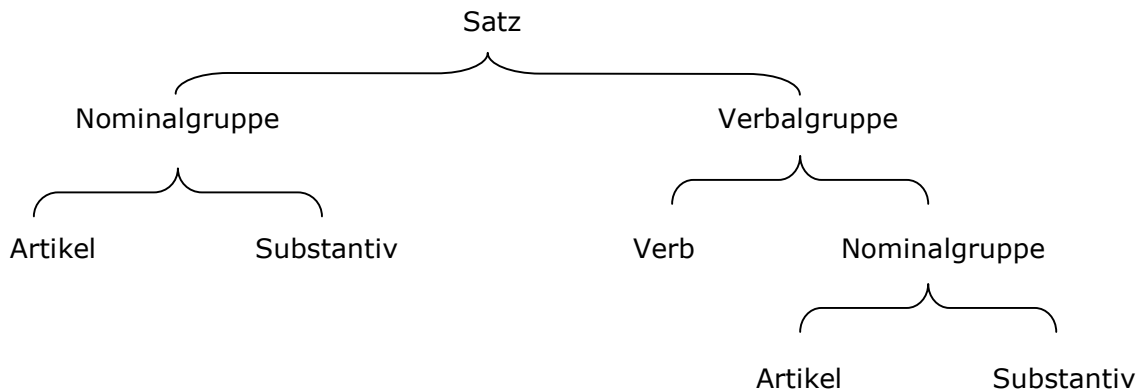 Satz
Nominalgruppe Verbalgruppe
Artikel Substantiv Verb Nominalgruppe
Artikel Substantiv